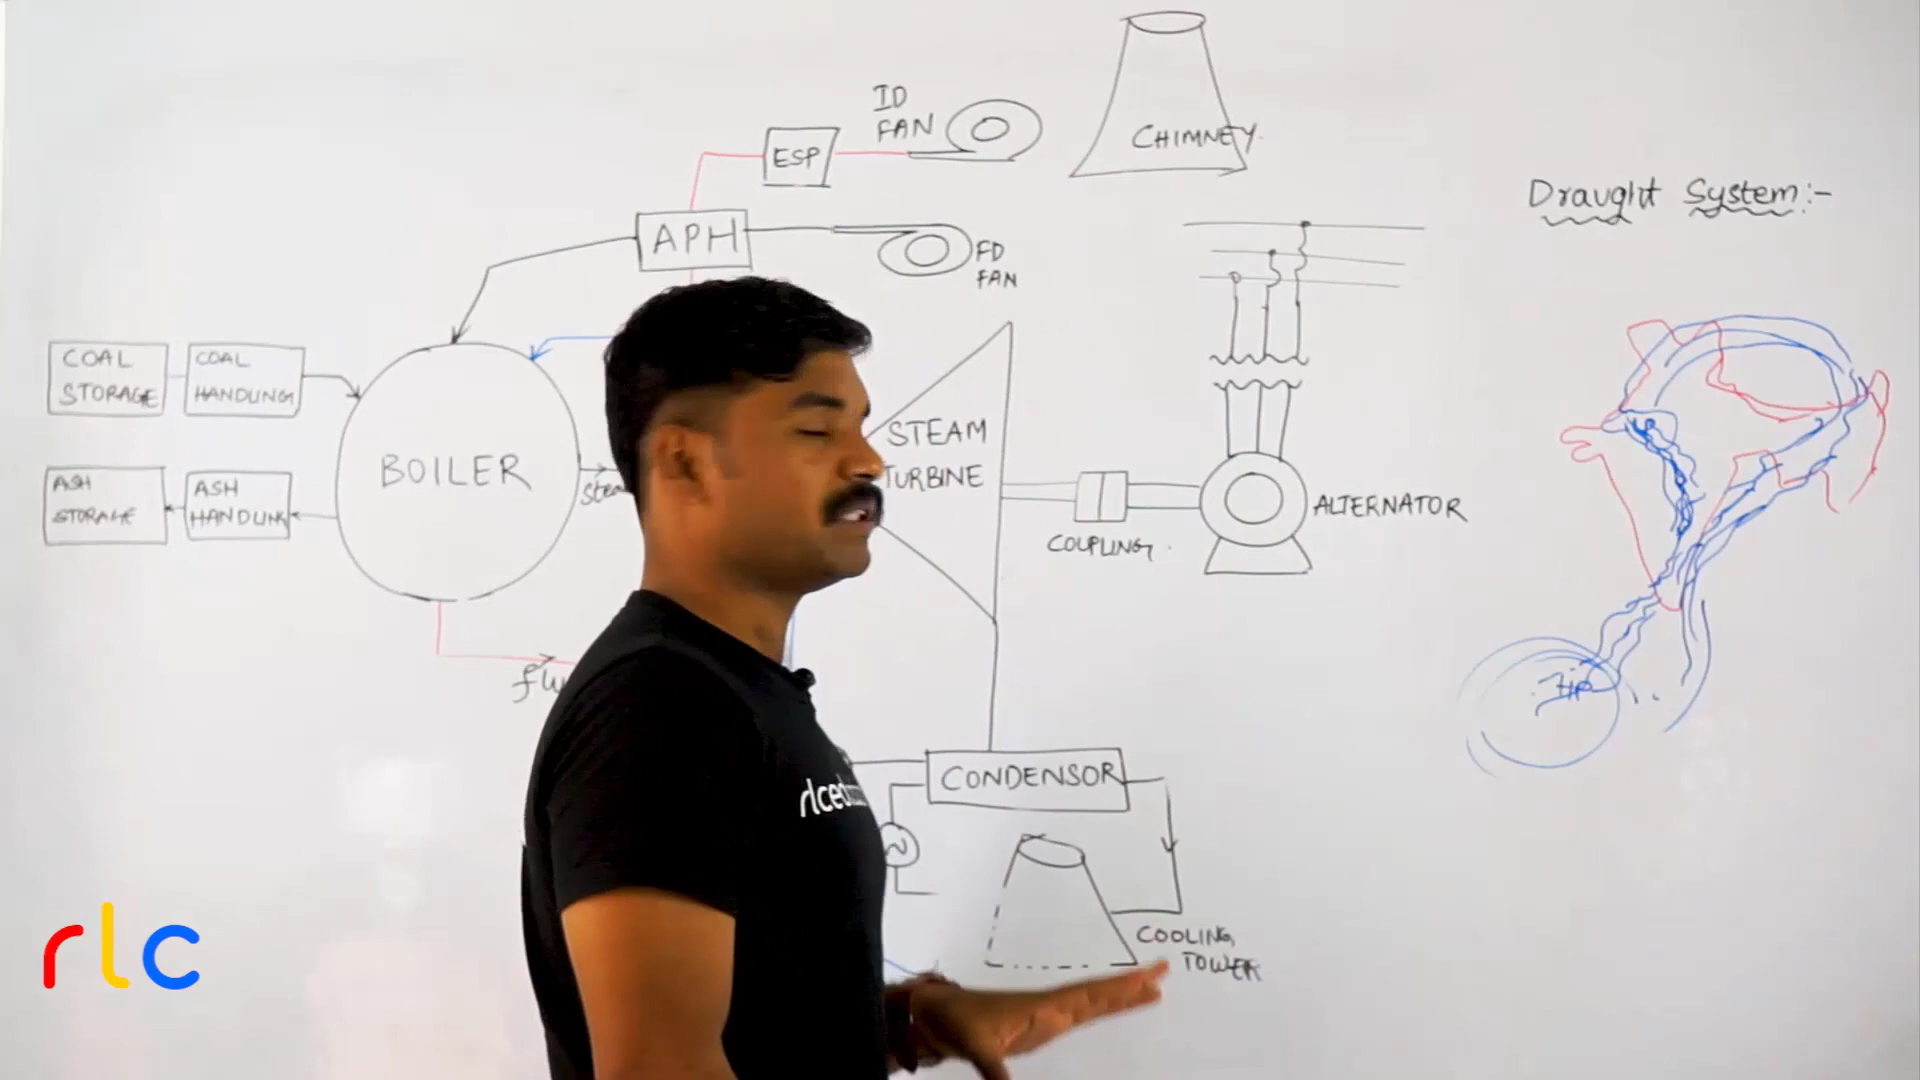 ID
FAN
ESP
CHIMNEY
Draught System:-
APH
FD
FAN
COAL
STORAGE
COAL
HANDLING
STEAM
TURBINE
BOILER
ASH
STORAGE
ASH
HANDLING
ALTERNATOR
COUPLING
CONDENSOR
COOLING
TOWER
rlc